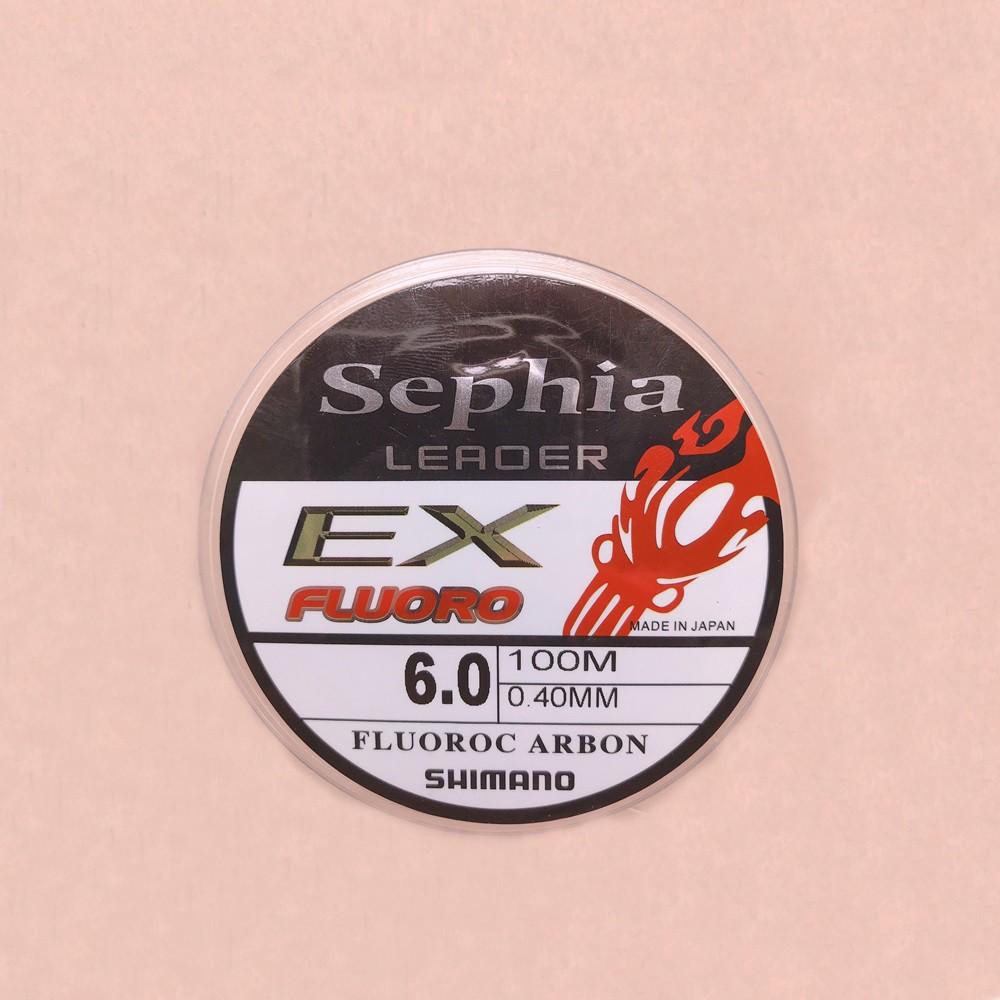 Sephia
LEADER
EX
FLUORO
MADE IN JAPAN
6.0
100M
0.40MM
FLUOROC ARBON
SHIMANO